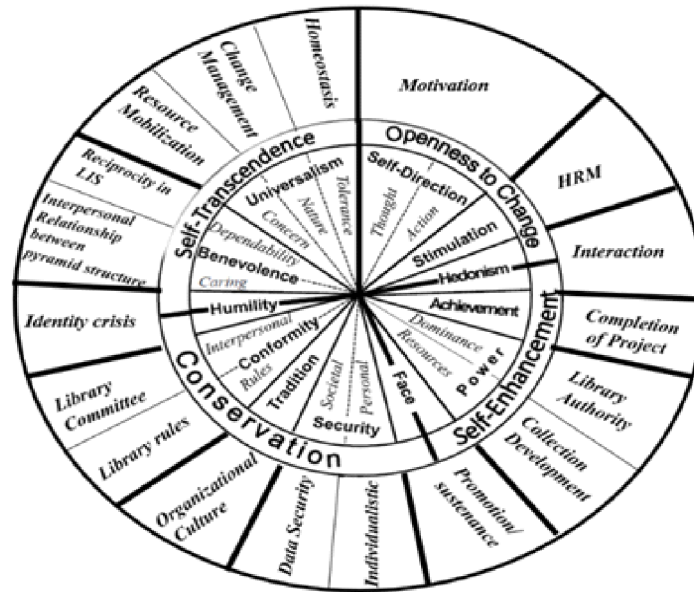 Motivation
HRM
Interaction
Completion
of Project
Library
Authority
Collection
Development
Promotion/
sustenance
Individualistic
Data Security
Organizational
Culture
Library rules
Library
Committee
Identity crisis
Interpersonal
Relationship
between
pyramid structure
Reciprocity in
LIS
Resource
Mobilization
Change
Management
Homeostasis
Openness to Change
Self-Enhancement
Conservation
Self-Transcendence
Self-Direction
Thought
Action
Stimulation
Hedonism
Achievement
Dominance
Resources
Power
Face
Personal
Societal
Security
Tradition
Rules
Conformity
Interpersonal
Humility
Caring
Benevolence
Dependability
Universalism
Concern
Nature
Tolerance